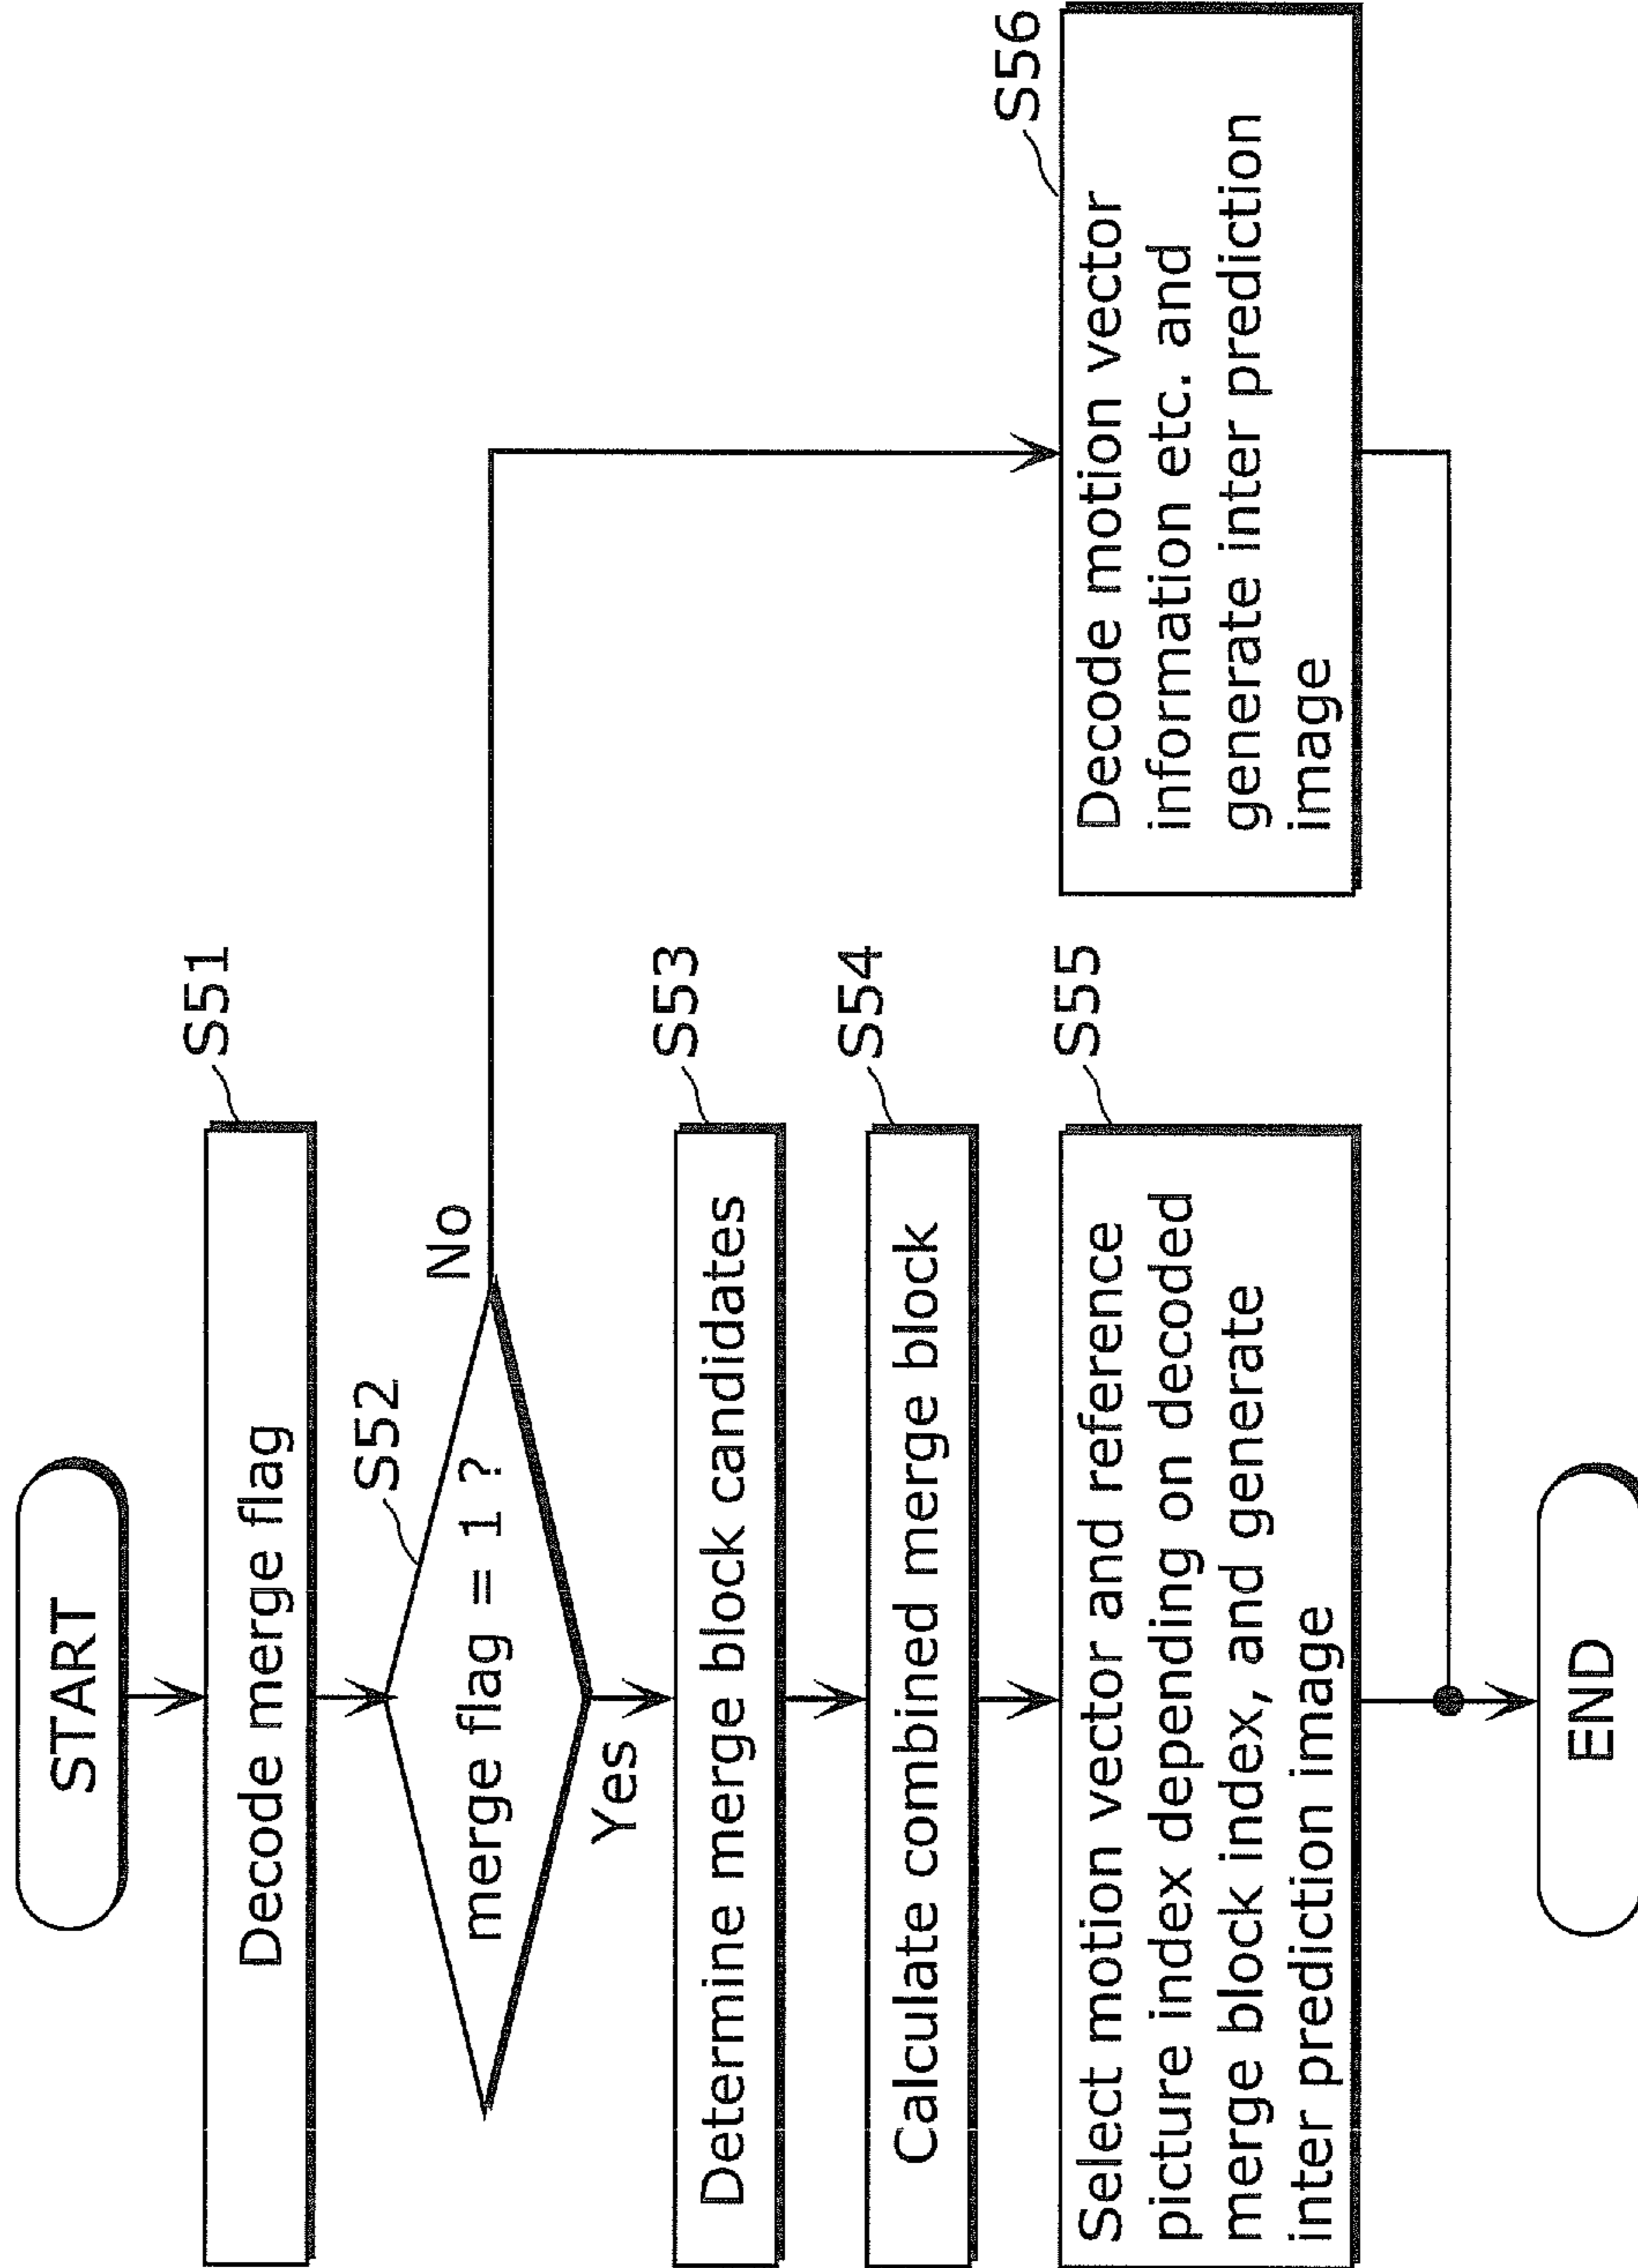 START
S51
Decode merge flag
S52
merge flag = 1 ?
No
Yes
S53
Determine merge block candidates
S54
Calculate combined merge block
S55
Select motion vector and reference
picture index depending on decoded
merge block index, and generate
inter prediction image
S56
Decode motion vector
information etc. and
generate inter prediction
image
END